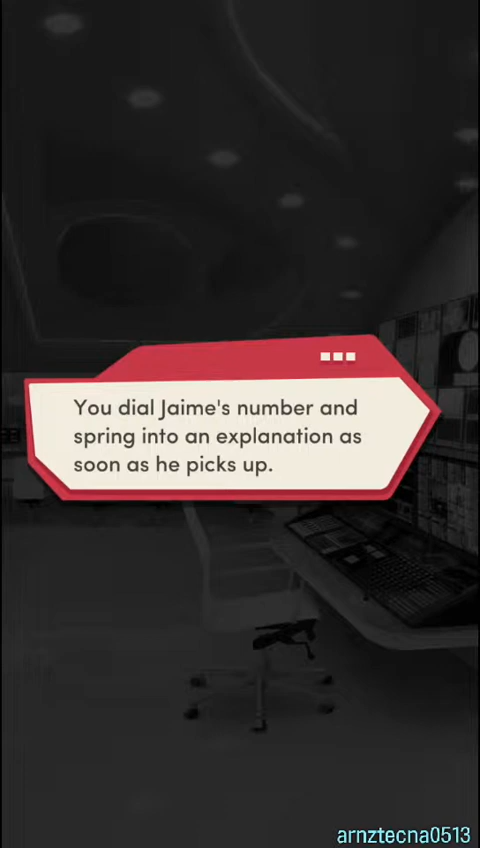 You dial Jaime's number and
spring into an explanation as
soon as he picks up.
arnztecna0513